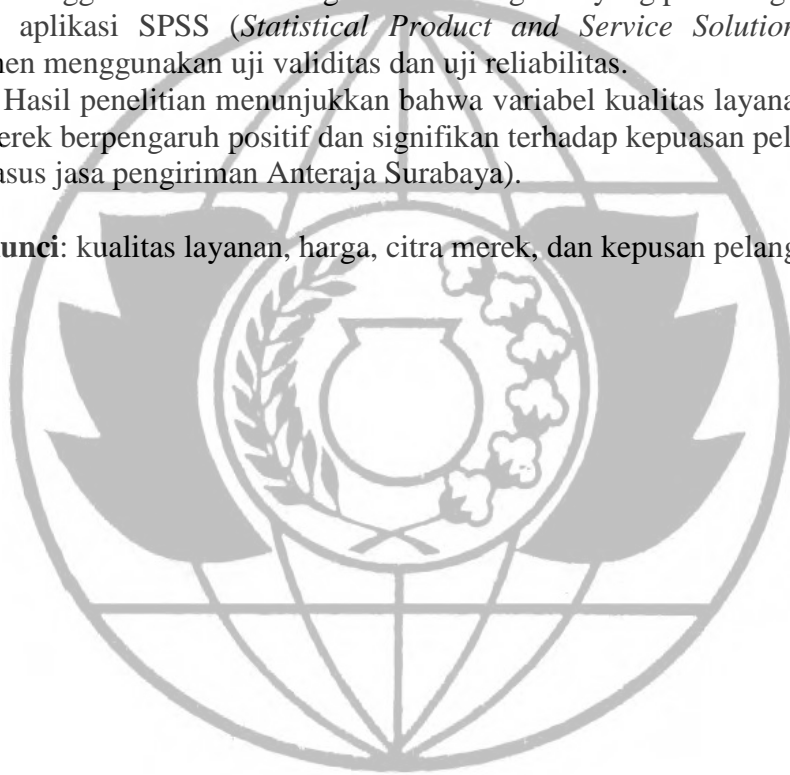 aplikasi SPSS (Statistical Product and Service Solution
nen menggunakan uji validitas dan uji reliabilitas.
Hasil penelitian menunjukkan bahwa variabel kualitas layana
erek berpengaruh positif dan signifikan terhadap kepuasan pel
asus jasa pengiriman Anteraja Surabaya).
unci: kualitas layanan, harga, citra merek, dan kepusan pelang